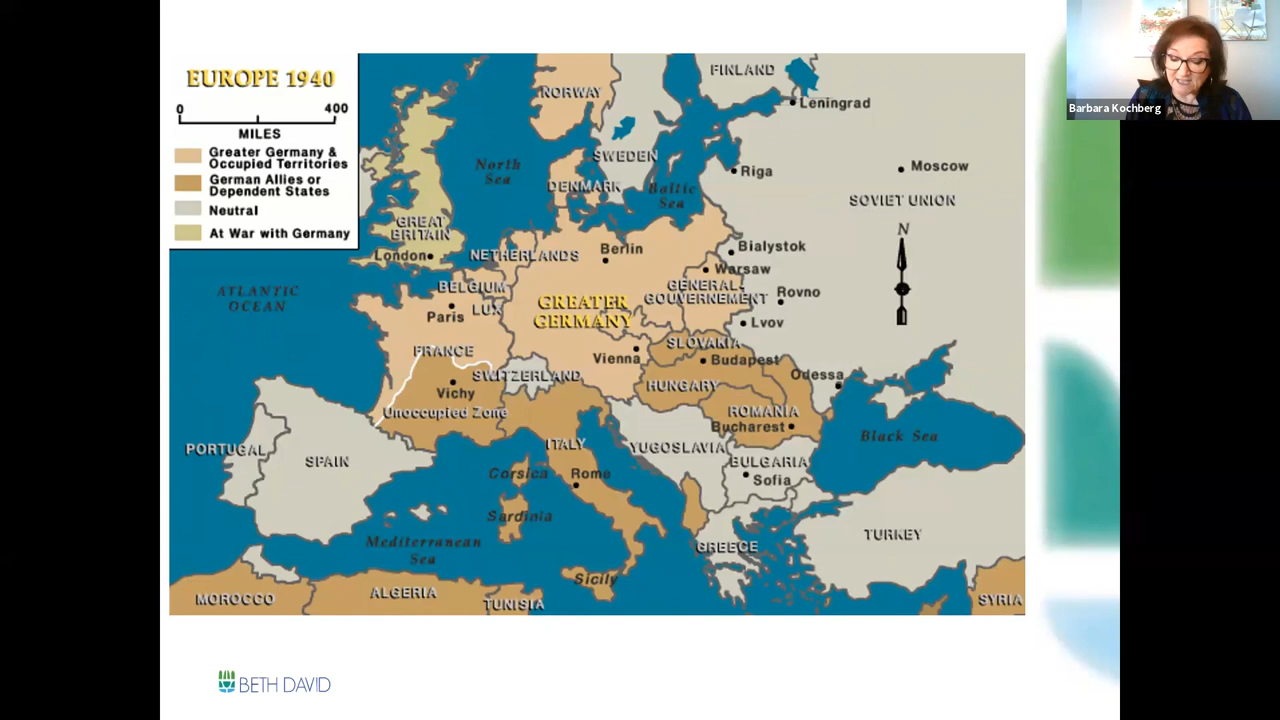 EUROPE 1940
0 400
MILES
Greater Germany &
Occupied Territories
German Allies or
Dependent States
Neutral
At War with Germany
Barbara Kochberg
FINLAND
NORWAY
Leningrad
SWEDEN
North
Sea
Moscow
Riga
DENMARK
Baltic
Sea
SOVIET UNION
GREAT
BRITAIN
N
London
NETHERLANDS
Berlin
Bialystok
Warsaw
BELGIUM
GENERAL-
GOUVERNEMENT
Rovno
ATLANTIC
OCEAN
GREATER
GERMANY
Paris
LUX
Lvov
FRANCE
SLOVAKIA
Vienna
Budapest
SWITZERLAND
Odessa
Vichy
HUNGARY
Unoccupied Zone
ROMANIA
Bucharest
Black Sea
PORTUGAL
SPAIN
ITALY
YUGOSLAVIA
BULGARIA
Corsica
Rome
Sofia
Sardinia
TURKEY
Mediterranean
Sea
GREECE
Sicily
MOROCCO
ALGERIA
TUNISIA
SYRIA
BETH DAVID